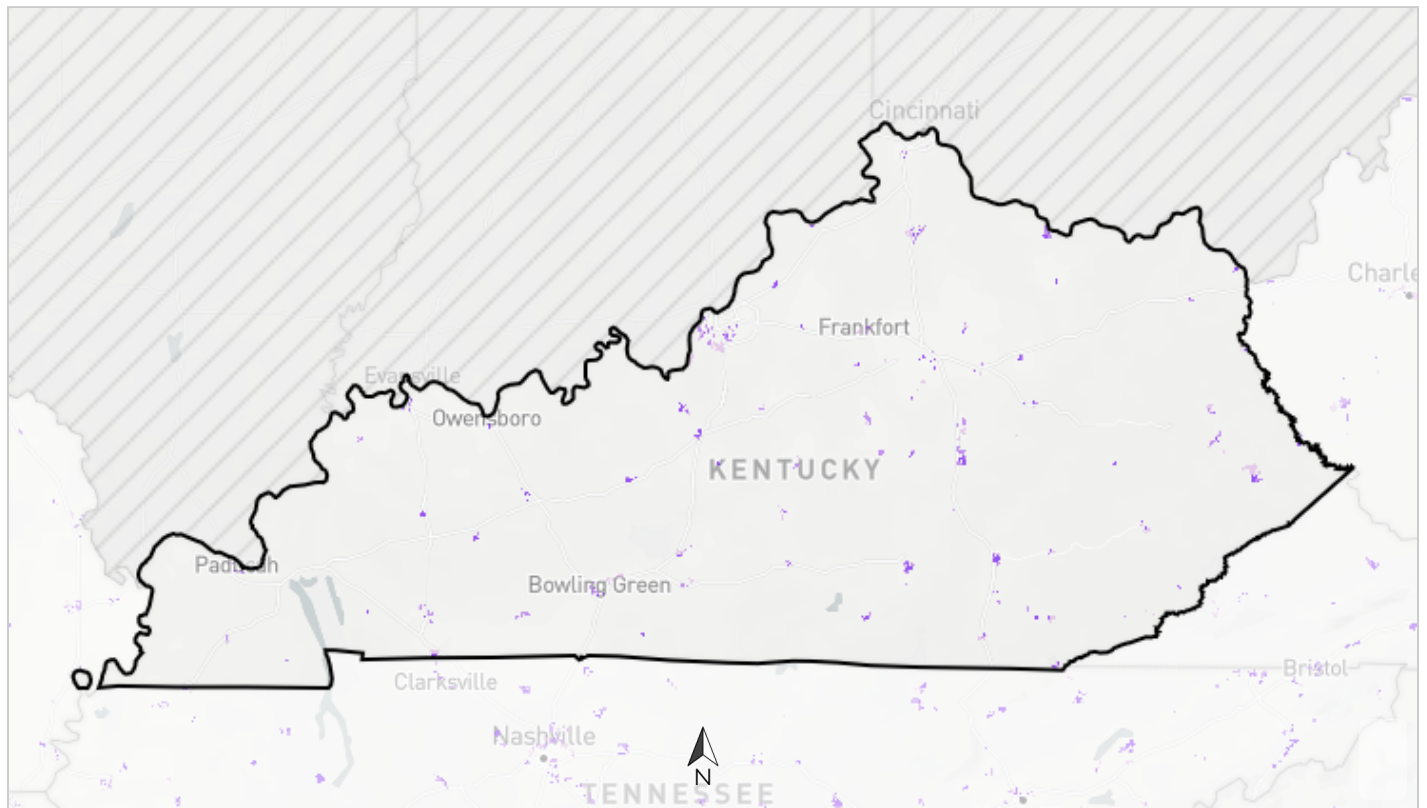 Cincinnati
Charle
Frankfort
Evansville
Owensboro
KENTUCKY
Paducah
Bowling Green
Bristol
Clarksville
Nashville
N
TENNESSEE